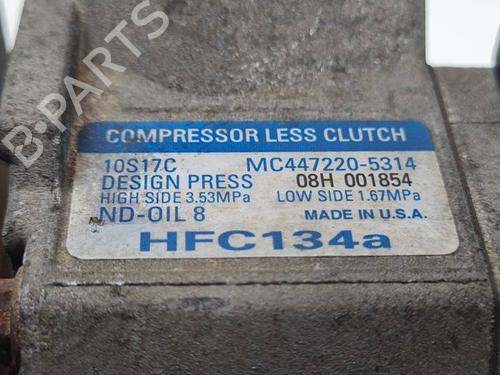 B-PARTS
COMPRESSOR LESS CLUTCH
10S17C MC447220-5314
DESIGN PRESS 08H 001854
HIGH SIDE 3.53MPa LOW SIDE 1.67MPa
ND-OIL 8 MADE IN U.S.A.
HFC134a